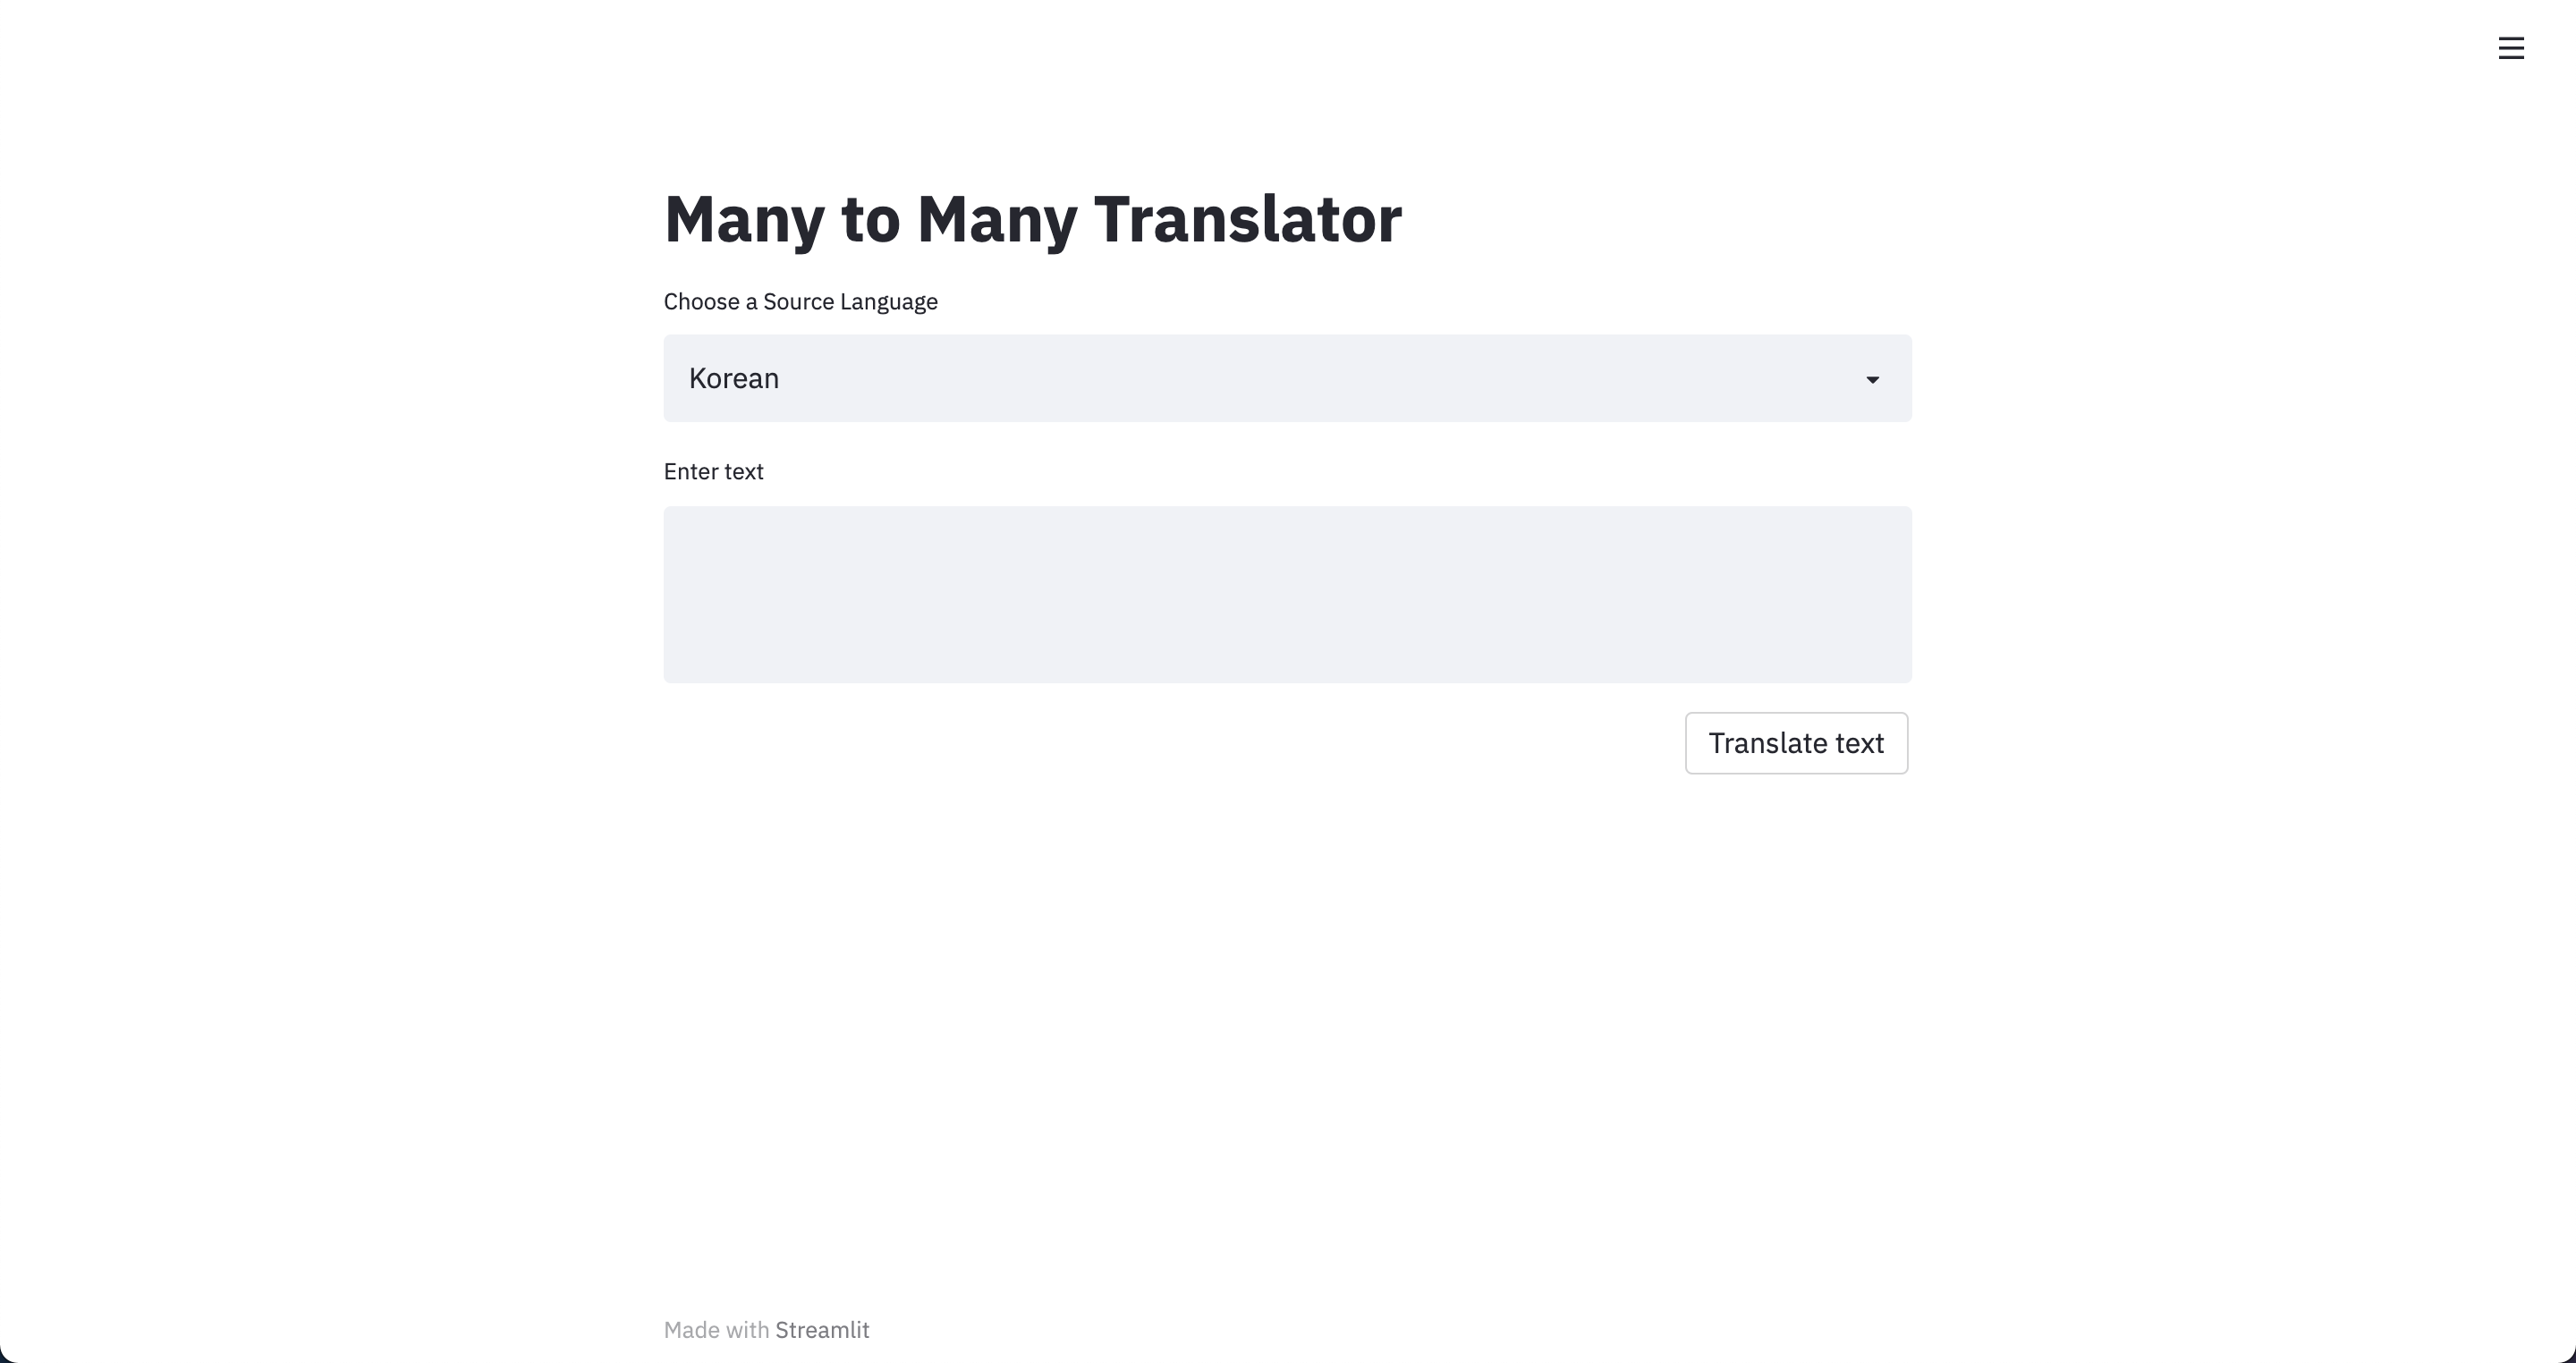 Many to Many Translator
Choose a Source Language
Korean
Enter text
Translate text
Made with Streamlit